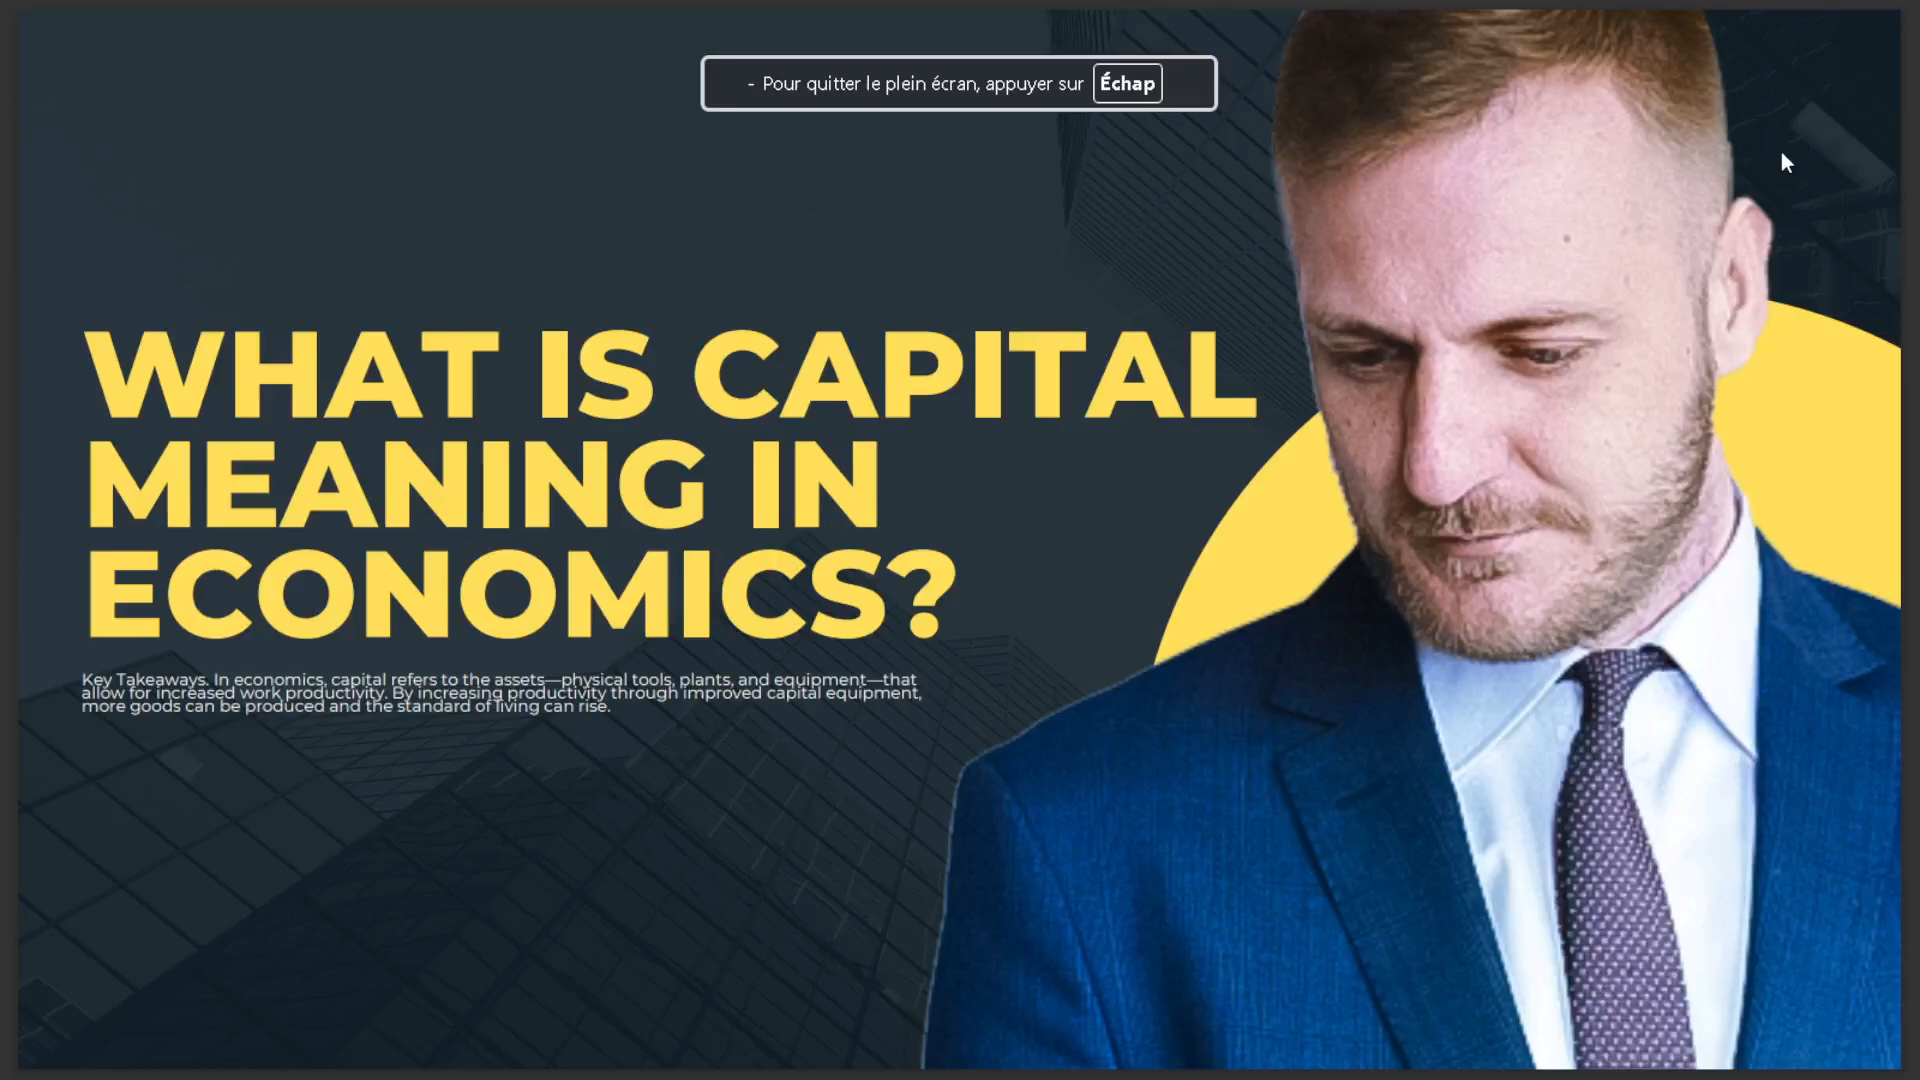 - Pour quitter le plein écran, appuyer sur Échap
WHAT IS CAPITAL
MEANING IN
ECONOMICS?
Key Takeaways. In economics, capital refers to the assets—physical tools, plants, and equipment—that
allow for increased work productivity. By increasing productivity through improved capital equipment,
more goods can be produced and the standard of living can rise.